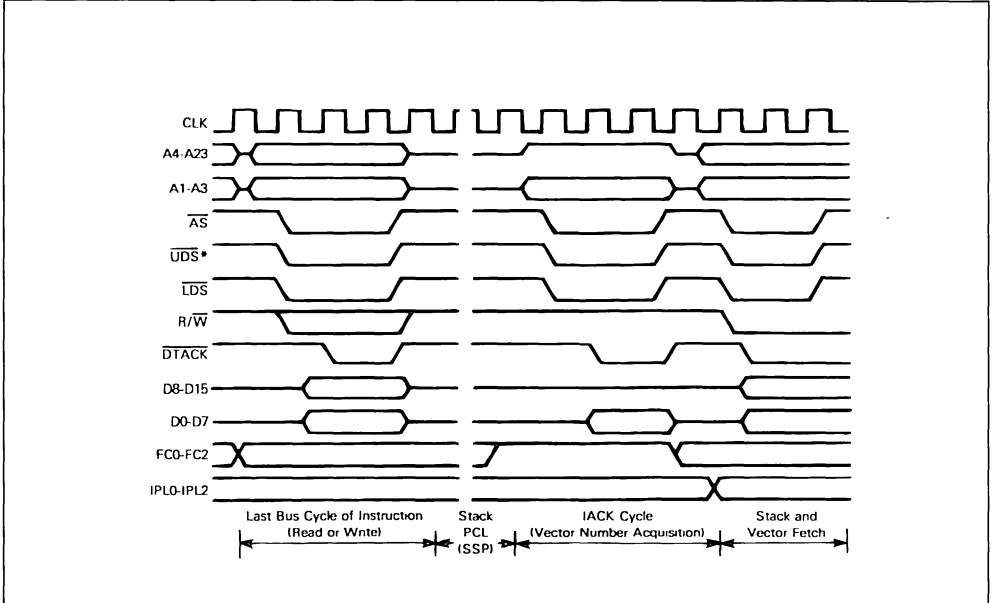 CLK
A4-A23
A1-A3
AS
UDS*
LDS
R/W
DTACK
D8-D15
D0-D7
FC0-FC2
IPL0-IPL2
Last Bus Cycle of Instruction
(Read or Write)
Stack
PCL
(SSP)
IACK Cycle
(Vector Number Acquisition)
Stack and
Vector Fetch